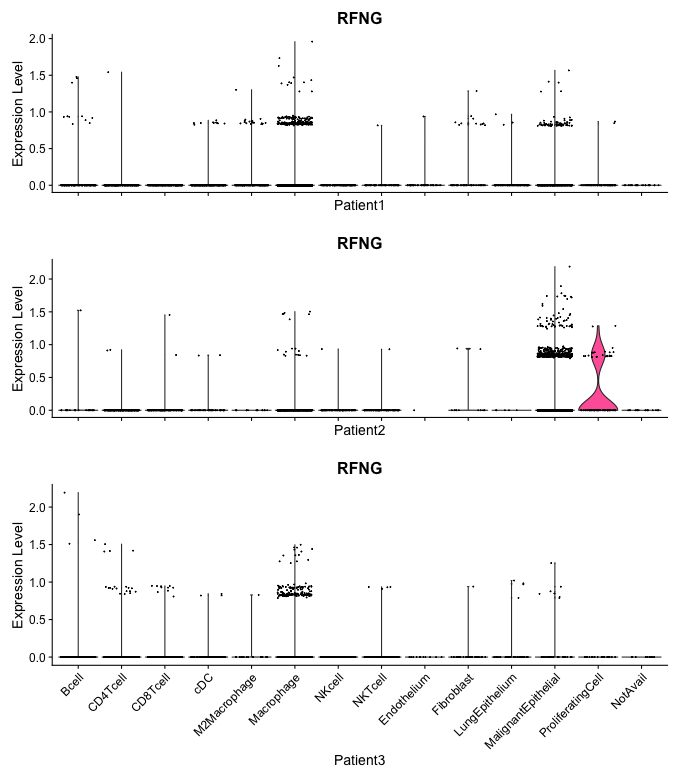 RFNG
2.0
1.5
1.0
0.5
0.0
Expression Level
Patient1
RFNG
2.0
1.5
1.0
0.5
0.0
Expression Level
Patient2
RFNG
2.0
1.5
1.0
0.5
0.0
Expression Level
Bcell
CD4Tcell
CD8Tcell
cDC
M2Macrophage
Macrophage
NKcell
NKTcell
Endothelium
Fibroblast
LungEpithelium
MalignantEpithelial
ProliferatingCell
NotAvail
Patient3